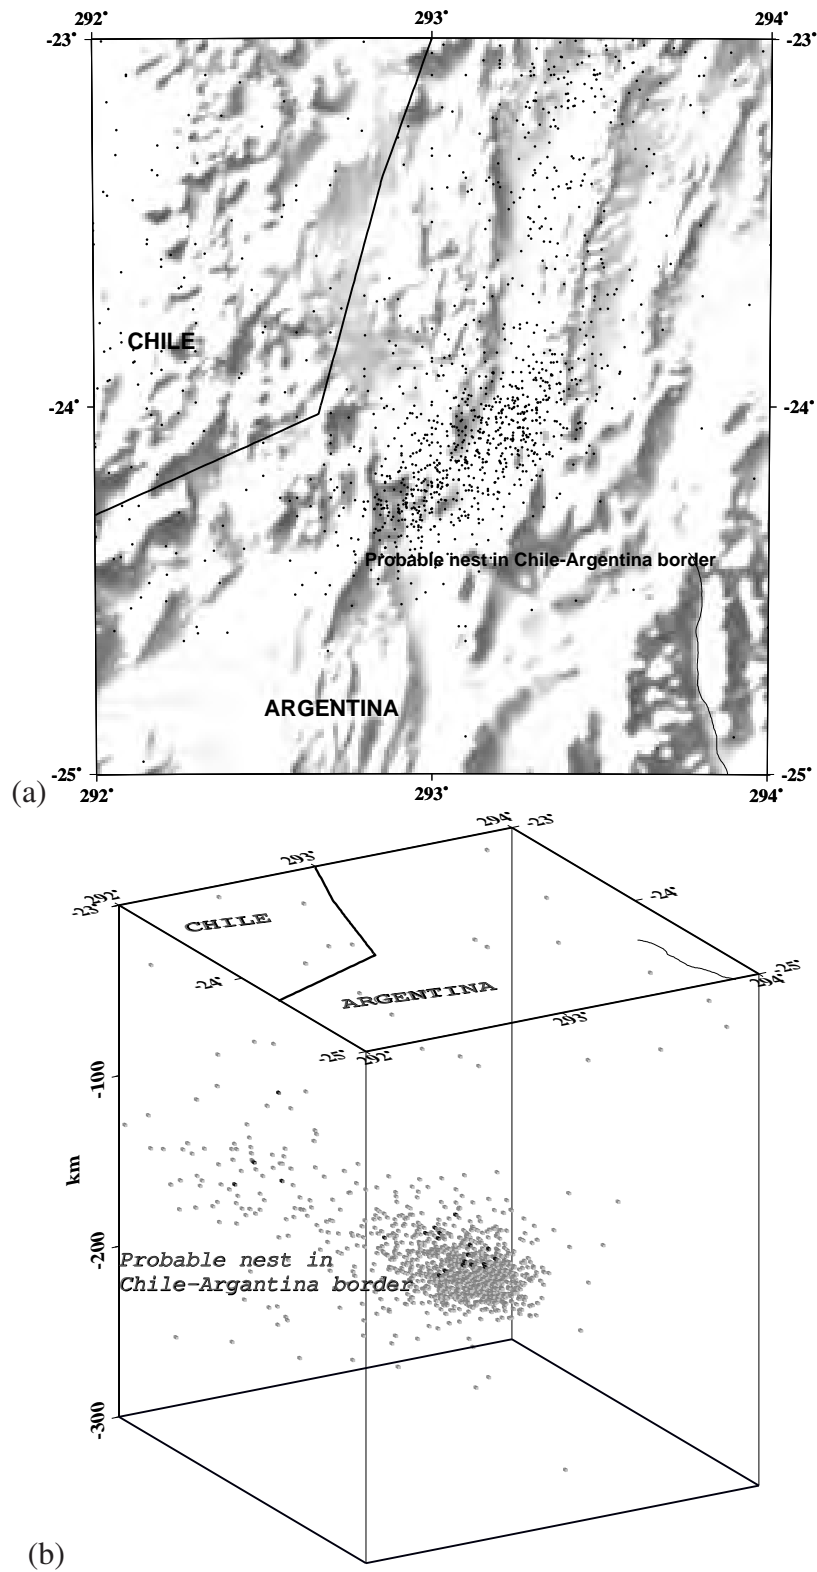 292° 293° 294°
-23° -23°
CHILE
-24° -24°
Probable nest in Chile-Argentina border
ARGENTINA
-25° -25°
(a)
292° 293° 294°
294° -23°
293°
292°
-23°
CHILE
-24°
-24°
ARGENTINA
-25°
294°
293°
-25° 292°
-100
km
-200
Probable nest in
Chile-Argantina border
-300
(b)